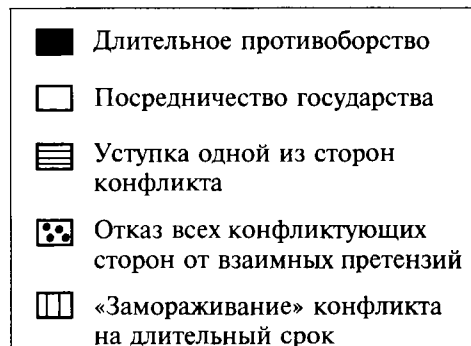 Длительное противоборство
Посредничество государства
Уступка одной из сторон
конфликта
Отказ всех конфликтующих
сторон от взаимных претензий
«Замораживание» конфликта
на длительный срок